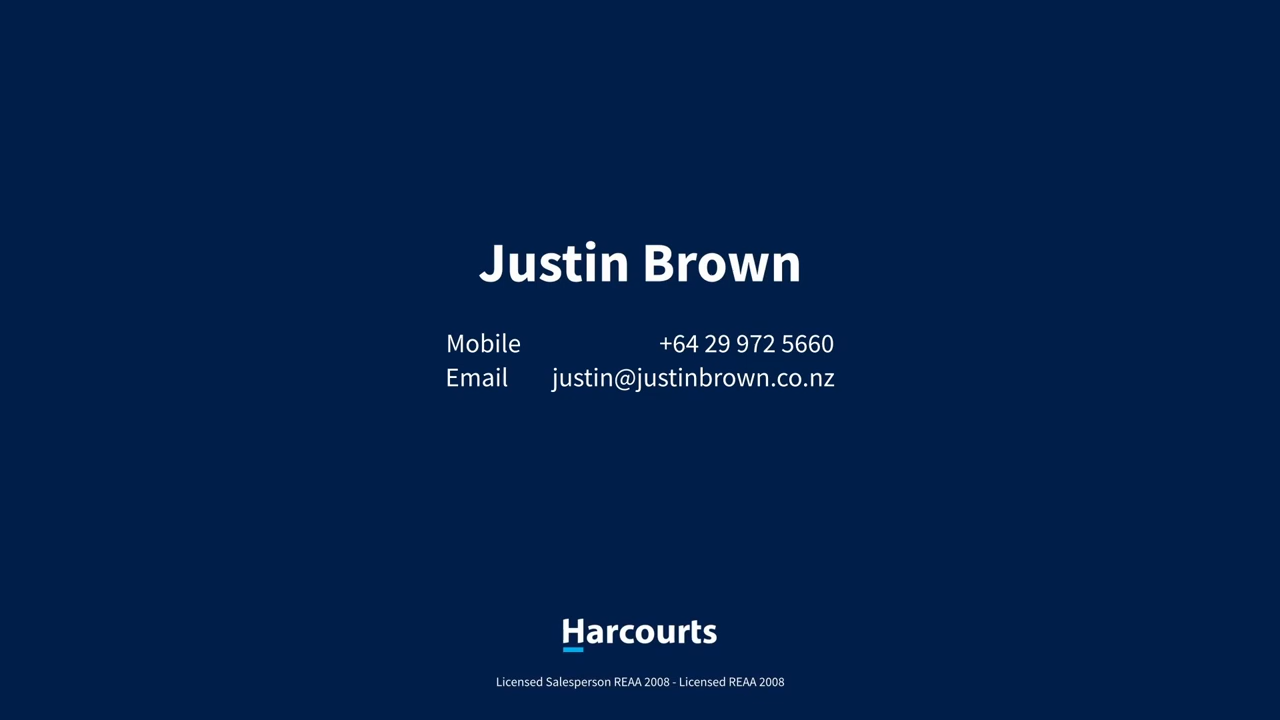 Justin Brown
Mobile +64 29 972 5660
Email justin@justinbrown.co.nz
Harcourts
Licensed Salesperson REAA 2008 - Licensed REAA 2008